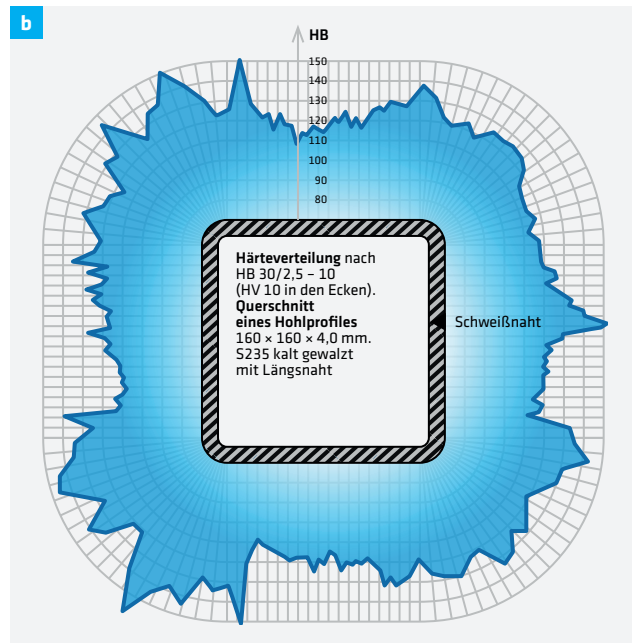 b
HB
150
140
130
120
110
100
90
80
Härteverteilung nach
HB 30/2,5 – 10
(HV 10 in den Ecken).
Querschnitt
eines Hohlprofiles
160 × 160 × 4,0 mm.
S235 kalt gewalzt
mit Längsnaht
Schweißnaht